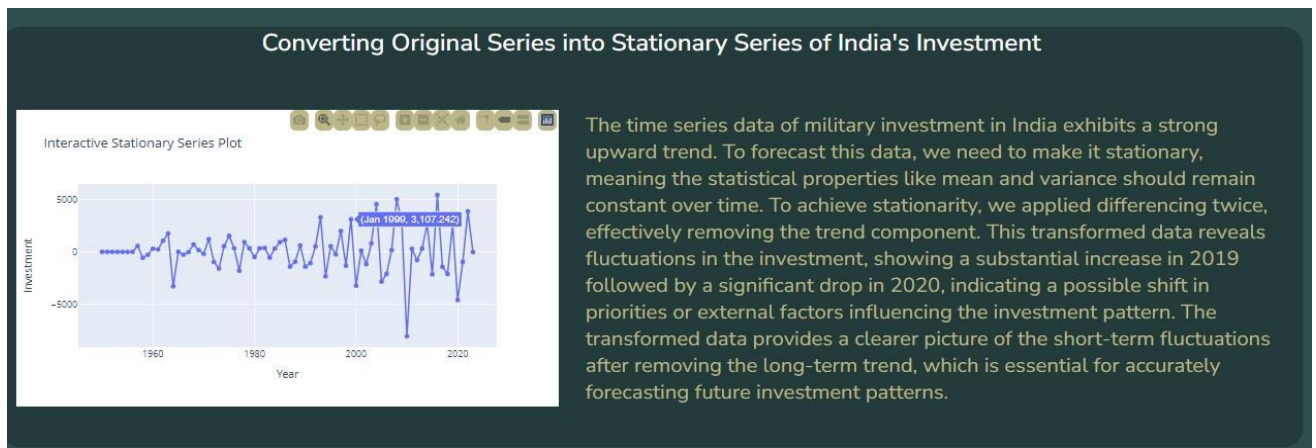 Converting Original Series into Stationary Series of India's Investment
Interactive Stationary Series Plot
5000
0
−5000
Investment
(Jan 1999, 3,107.242)
1960
1980
2000
2020
Year
The time series data of military investment in India exhibits a strong
upward trend. To forecast this data, we need to make it stationary,
meaning the statistical properties like mean and variance should remain
constant over time. To achieve stationarity, we applied differencing twice,
effectively removing the trend component. This transformed data reveals
fluctuations in the investment, showing a substantial increase in 2019
followed by a significant drop in 2020, indicating a possible shift in
priorities or external factors influencing the investment pattern. The
transformed data provides a clearer picture of the short-term fluctuations
after removing the long-term trend, which is essential for accurately
forecasting future investment patterns.